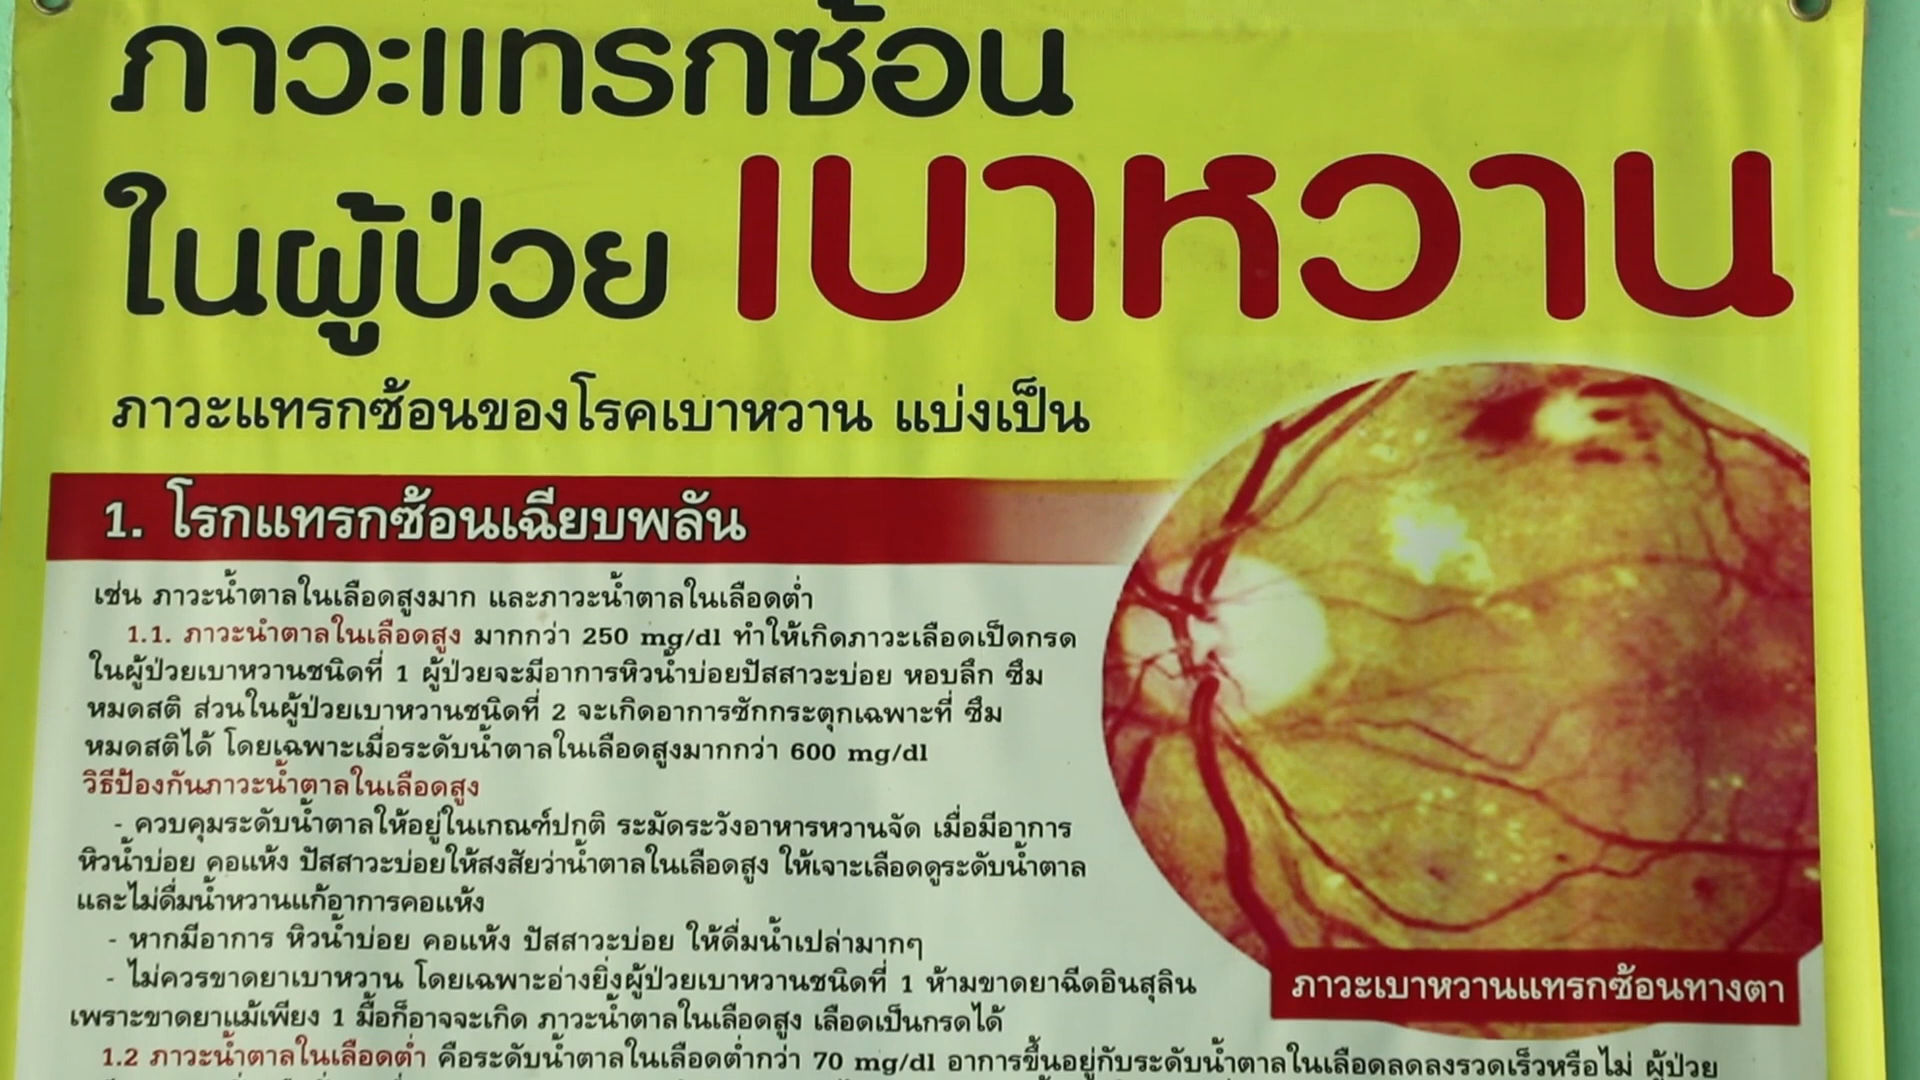 ภาวะแทรกซ้อน
ในผู้ป่วย เบาหวาน
ภาวะแทรกซ้อนของโรคเบาหวาน แบ่งเป็น
1. โรกแทรกซ้อนเฉียบพลัน
เช่น ภาวะน้ำตาลในเลือดสูงมาก และภาวะน้ำตาลในเลือดต่ำ
1.1. ภาวะนำตาลในเลือดสูง มากกว่า 250 mg/dl ทำให้เกิดภาวะเลือดเป็ดกรด
ในผู้ป่วยเบาหวานชนิดที่ 1 ผู้ป่วยจะมีอาการหิวน้ำบ่อยปัสสาวะบ่อย หอบลึก ซึม
หมดสติ ส่วนในผู้ป่วยเบาหวานชนิดที่ 2 จะเกิดอาการชักกระตุกเฉพาะที่ ซึม
หมดสติได้ โดยเฉพาะเมื่อระดับน้ำตาลในเลือดสูงมากกว่า 600 mg/dl
วิธีป้องกันภาวะน้ำตาลในเลือดสูง
- ควบคุมระดับน้ำตาลให้อยู่ในเกณฑ์ปกติ ระมัดระวังอาหารหวานจัด เมื่อมีอาการ
หิวน้ำบ่อย คอแห้ง ปัสสาวะบ่อยให้สงสัยว่าน้ำตาลในเลือดสูง ให้เจาะเลือดดูระดับน้ำตาล
และไม่ดื่มน้ำหวานแก้อาการคอแห้ง
- หากมีอาการ หิวน้ำบ่อย คอแห้ง ปัสสาวะบ่อย ให้ดื่มน้ำเปล่ามากๆ
- ไม่ควรขาดยาเบาหวาน โดยเฉพาะอ่างยิ่งผู้ป่วยเบาหวานชนิดที่ 1 ห้ามขาดยาฉีดอินสุลิน
เพราะขาดยาแม้เพียง 1 มื้อก็อาจจะเกิด ภาวะน้ำตาลในเลือดสูง เลือดเป็นกรดได้
ภาวะเบาหวานแทรกซ้อนทางตา
1.2 ภาวะน้ำตาลในเลือดต่ำ คือระดับน้ำตาลในเลือดต่ำกว่า 70 mg/dl อาการขึ้นอยู่กับระดับน้ำตาลในเลือดลดลงรวดเร็วหรือไม่ ผู้ป่วย